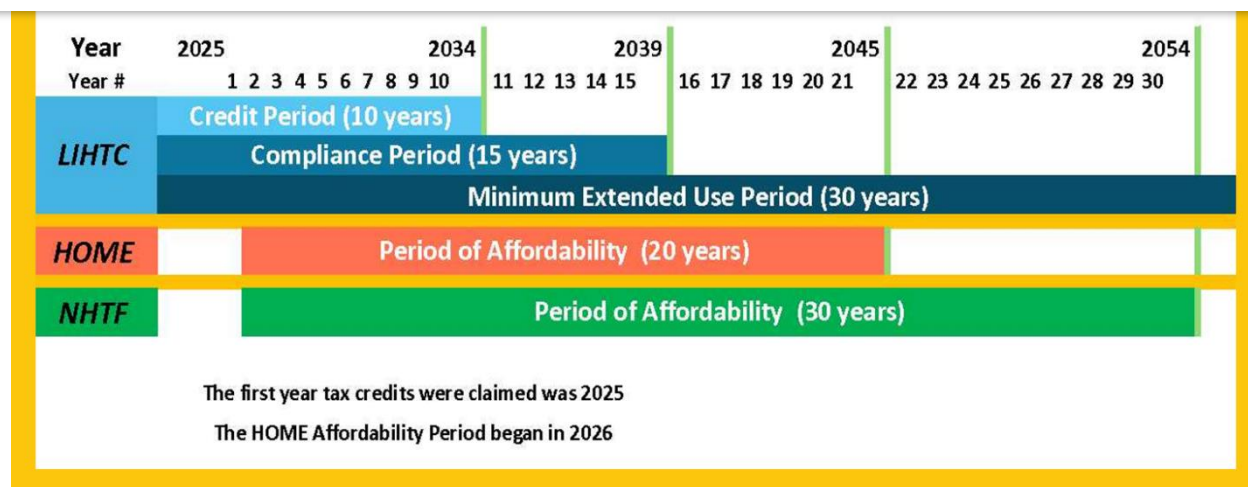 Year 2025 2034 2039 2045 2054
Year # 1 2 3 4 5 6 7 8 9 10 11 12 13 14 15 16 17 18 19 20 21 22 23 24 25 26 27 28 29 30
Credit Period (10 years)
LIHTC Compliance Period (15 years)
Minimum Extended Use Period (30 years)
HOME Period of Affordability (20 years)
NHTF Period of Affordability (30 years)
The first year tax credits were claimed was 2025
The HOME Affordability Period began in 2026